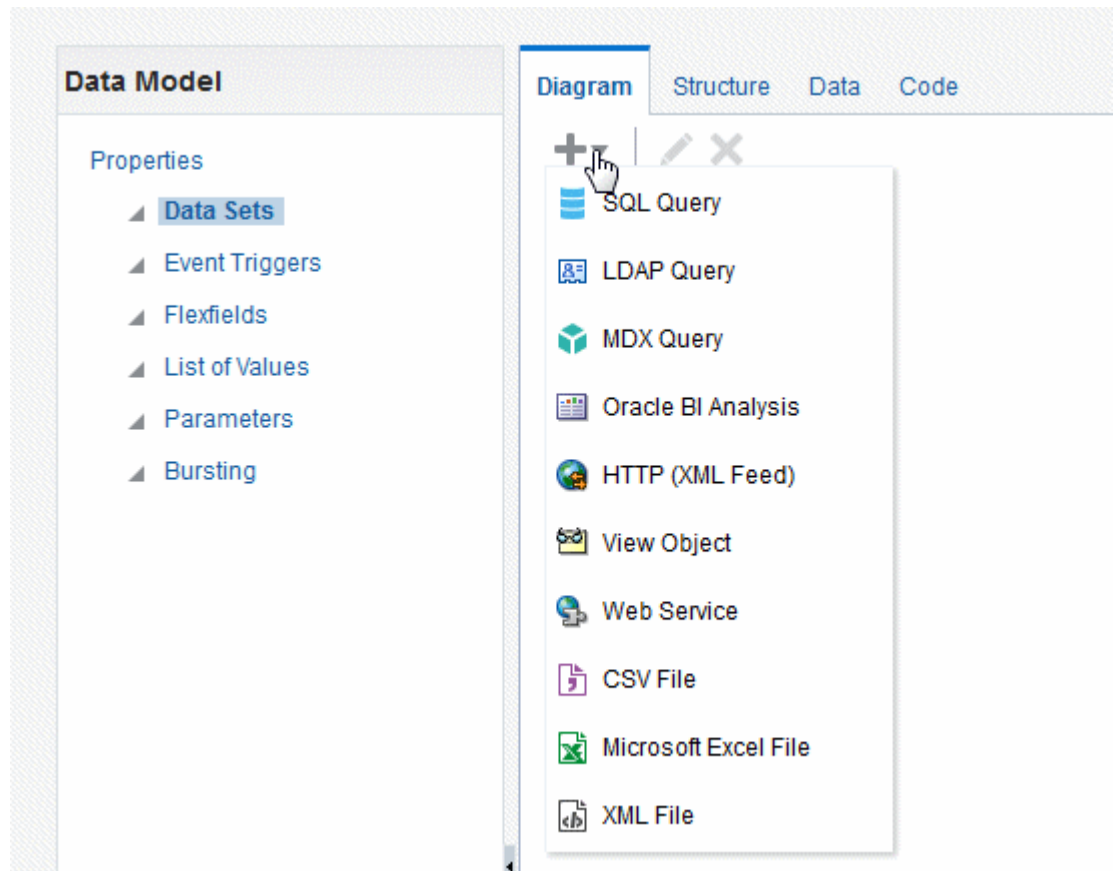 Data Model
Properties
Data Sets
Event Triggers
Flexfields
List of Values
Parameters
Bursting
Diagram Structure Data Code
SQL Query
LDAP Query
MDX Query
Oracle BI Analysis
HTTP (XML Feed)
View Object
Web Service
CSV File
Microsoft Excel File
XML File